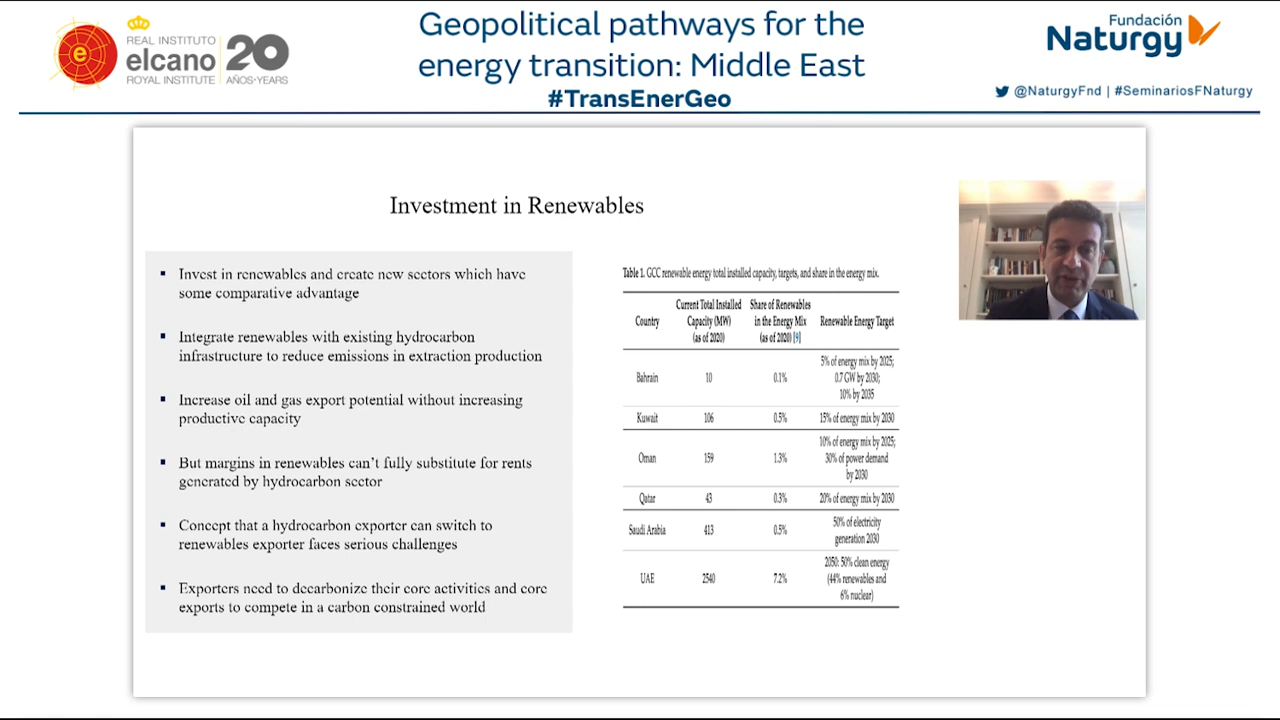 REAL INSTITUTO
elcano
ROYAL INSTITUTE
20
AÑOS·YEARS
Geopolitical pathways for the
energy transition: Middle East
#TransEnerGeo
Fundación
Naturgy
@NaturgyFnd | #SeminariosFNaturgy
Investment in Renewables
▪ Invest in renewables and create new sectors which have
some comparative advantage
▪ Integrate renewables with existing hydrocarbon
infrastructure to reduce emissions in extraction production
▪ Increase oil and gas export potential without increasing
productive capacity
▪ But margins in renewables can't fully substitute for rents
generated by hydrocarbon sector
▪ Concept that a hydrocarbon exporter can switch to
renewables exporter faces serious challenges
▪ Exporters need to decarbonize their core activities and core
exports to compete in a carbon constrained world
Table 1. GCC renewable energy total installed capacity, targets, and share in the energy mix.
Current Total Installed Share of Renewables
Country Capacity (MW) in the Energy Mix Renewable Energy Target
(as of 2020) (as of 2020) [9]
5% of energy mix by 2025;
Bahrain 10 0.1% 0.7 GW by 2030;
10% by 2035
Kuwait 106 0.5% 15% of energy mix by 2030
10% of energy mix by 2025;
Oman 159 1.3% 30% of power demand
by 2030
Qatar 43 0.3% 20% of energy mix by 2030
Saudi Arabia 413 0.5% 50% of electricity
generation 2030
2050: 50% clean energy
UAE 2540 7.2% (44% renewables and
6% nuclear)